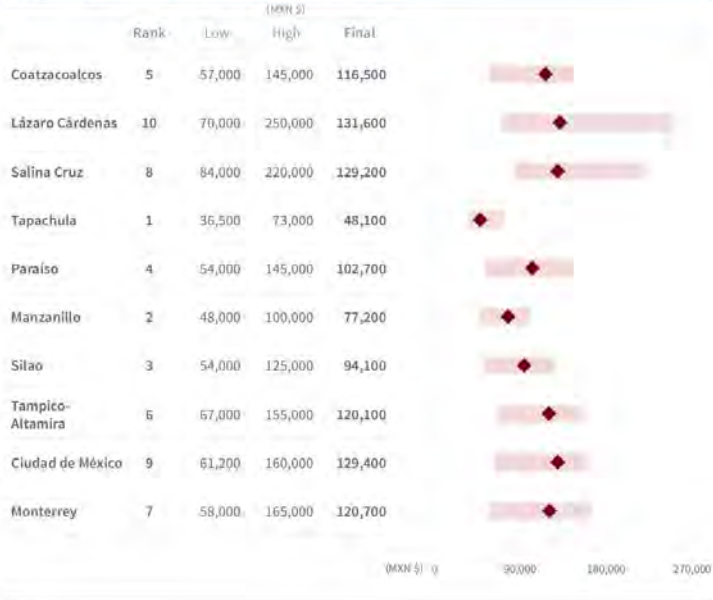 (MXN $)
Rank Low High Final
Coatzacoalcos 5 57,000 145,000 116,500
Lázaro Cárdenas 10 70,000 250,000 131,600
Salina Cruz 8 84,000 220,000 129,200
Tapachula 1 36,500 73,000 48,100
Paraíso 4 54,000 145,000 102,700
Manzanillo 2 48,000 100,000 77,200
Silao 3 54,000 125,000 94,100
Tampico-
Altamira 6 67,000 155,000 120,100
Ciudad de México 9 61,200 160,000 129,400
Monterrey 7 58,000 165,000 120,700
(MXN $) 0 90,000 180,000 270,000